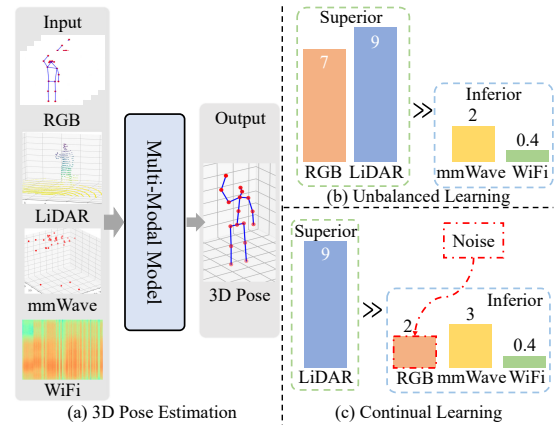 Input
RGB
LiDAR
mmWave
WiFi
Multi-Modal Model
Output
3D Pose
(a) 3D Pose Estimation
Superior
7
9
RGB
LiDAR
>>
Inferior
2
0.4
mmWave
WiFi
(b) Unbalanced Learning
Superior
9
LiDAR
>>
Noise
Inferior
2
3
0.4
RGB
mmWave
WiFi
(c) Continual Learning